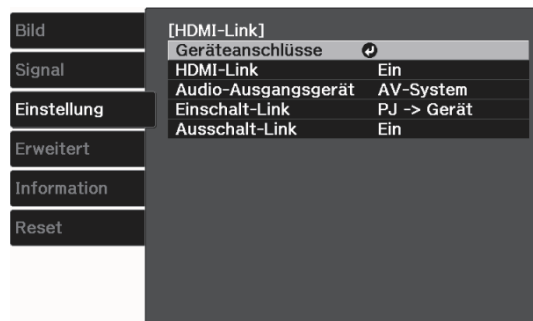 Bild
Signal
Einstellung
Erweitert
Information
Reset
[HDMI-Link]
Geräteanschlüsse
HDMI-Link Ein
Audio-Ausgangsgerät AV-System
Einschalt-Link PJ -> Gerät
Ausschalt-Link Ein